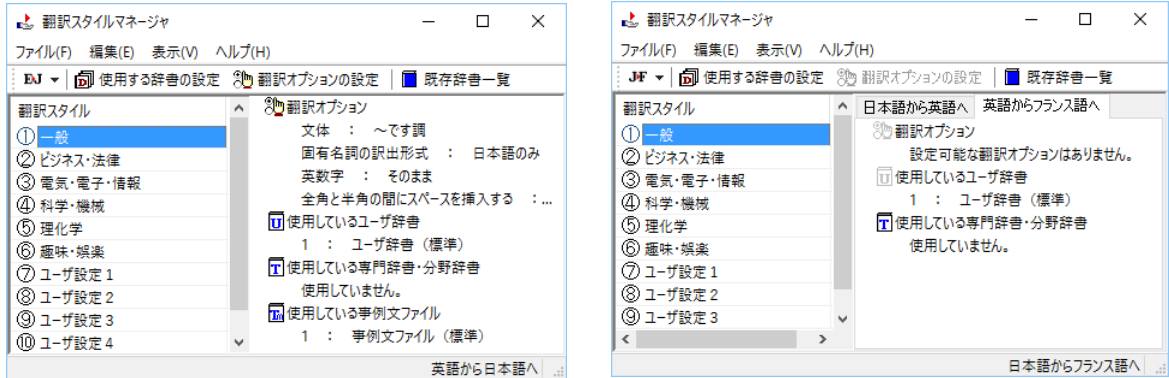 翻訳スタイルマネージャ
ファイル(F) 編集(E) 表示(V) ヘルプ(H)
EJ 使用する辞書の設定 翻訳オプションの設定 既存辞書一覧
翻訳スタイル
① 一般
② ビジネス・法律
③ 電気・電子・情報
④ 科学・機械
⑤ 理化学
⑥ 趣味・娯楽
⑦ ユーザ設定 1
⑧ ユーザ設定 2
⑨ ユーザ設定 3
⑩ ユーザ設定 4
翻訳オプション
文体 : ~です調
固有名詞の訳出形式 : 日本語のみ
英数字 : そのまま
全角と半角の間にスペースを挿入する :...
U 使用しているユーザ辞書
1 : ユーザ辞書（標準）
T 使用している専門辞書・分野辞書
使用していません。
Tm 使用している事例文ファイル
1 : 事例文ファイル（標準）
英語から日本語へ
翻訳スタイルマネージャ
ファイル(F) 編集(E) 表示(V) ヘルプ(H)
JF 使用する辞書の設定 翻訳オプションの設定 既存辞書一覧
翻訳スタイル
① 一般
② ビジネス・法律
③ 電気・電子・情報
④ 科学・機械
⑤ 理化学
⑥ 趣味・娯楽
⑦ ユーザ設定 1
⑧ ユーザ設定 2
⑨ ユーザ設定 3
日本語から英語へ 英語からフランス語へ
翻訳オプション
設定可能な翻訳オプションはありません。
U 使用しているユーザ辞書
1 : ユーザ辞書（標準）
T 使用している専門辞書・分野辞書
使用していません。
日本語からフランス語へ